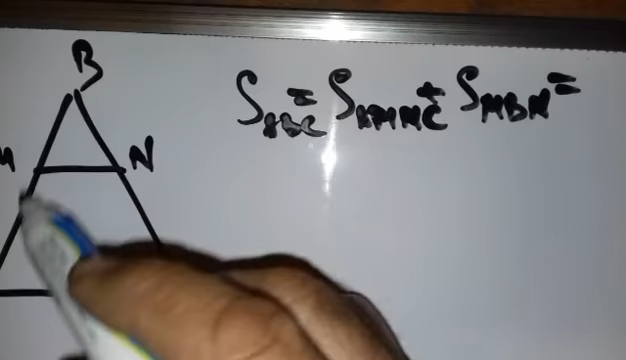 B
S_ABC = S_AMNC + S_MBN =
M N